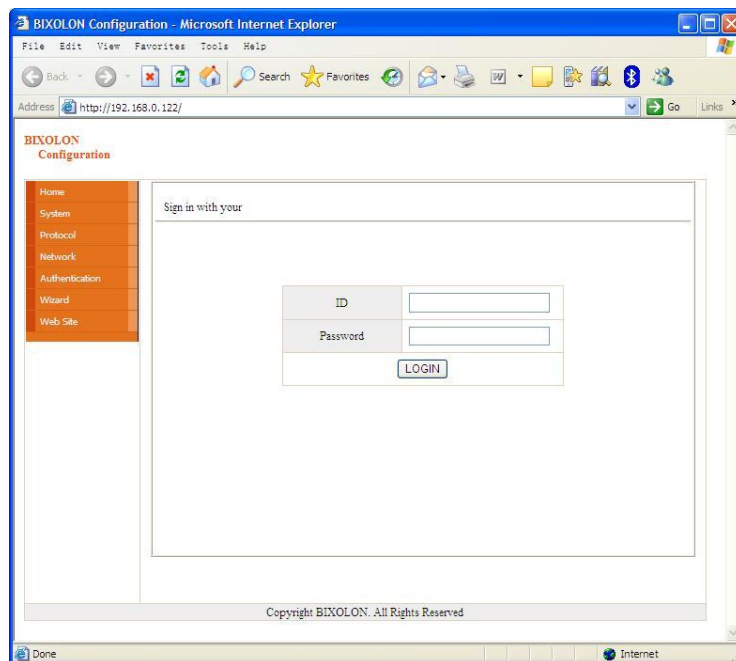 BIXOLON Configuration - Microsoft Internet Explorer
File Edit View Favorites Tools Help
Back Search Favorites
Address http://192.168.0.122/ Go Links »
BIXOLON
Configuration
Home
System
Protocol
Network
Authentication
Wizard
Web Site
Sign in with your
ID
Password
LOGIN
Copyright BIXOLON. All Rights Reserved
Done Internet